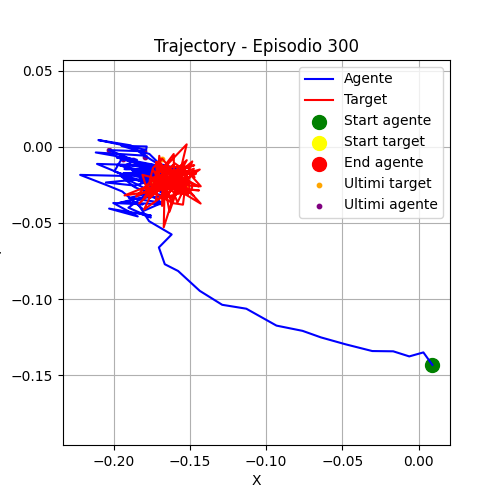 Trajectory - Episodio 300
0.05
0.00
−0.05
−0.10
−0.15
−0.20
−0.15
−0.10
−0.05
0.00
X
Agente
Target
Start agente
Start target
End agente
Ultimi target
Ultimi agente